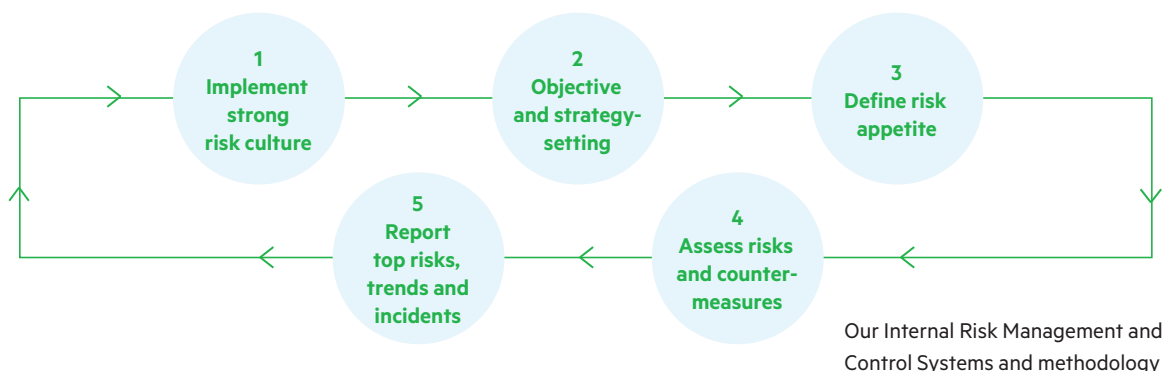 1
Implement
strong
risk culture
2
Objective
and strategy-
setting
3
Define risk
appetite
5
Report
top risks,
trends and
incidents
4
Assess risks
and counter-
measures
Our Internal Risk Management and
Control Systems and methodology